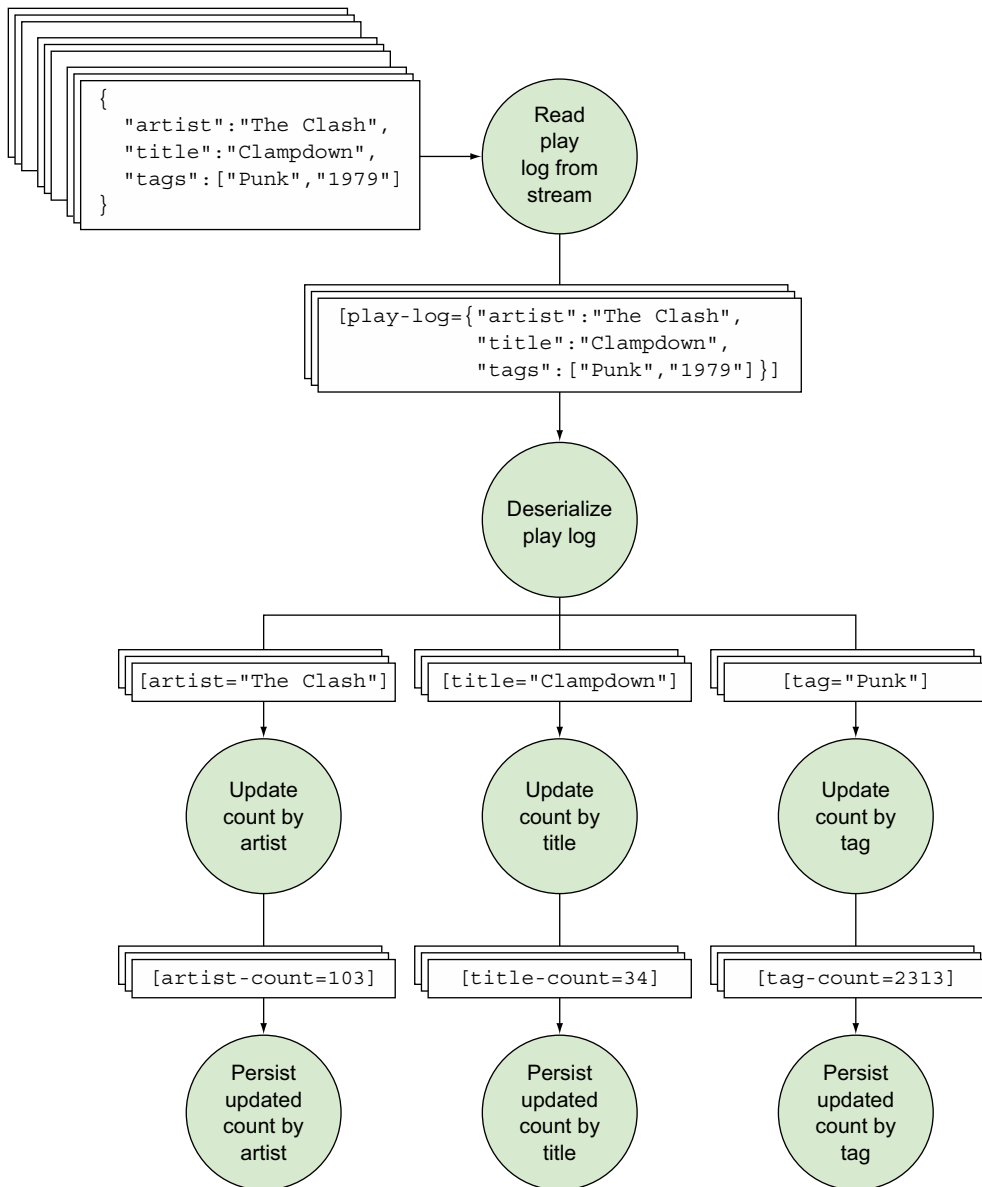 {
"artist":"The Clash",
"title":"Clampdown",
"tags":["Punk","1979"]
}
Read
play
log from
stream
[play-log={"artist":"The Clash",
"title":"Clampdown",
"tags":["Punk","1979"]}]
Deserialize
play log
[artist="The Clash"]
[title="Clampdown"]
[tag="Punk"]
Update
count by
artist
Update
count by
title
Update
count by
tag
[artist-count=103]
[title-count=34]
[tag-count=2313]
Persist
updated
count by
artist
Persist
updated
count by
title
Persist
updated
count by
tag